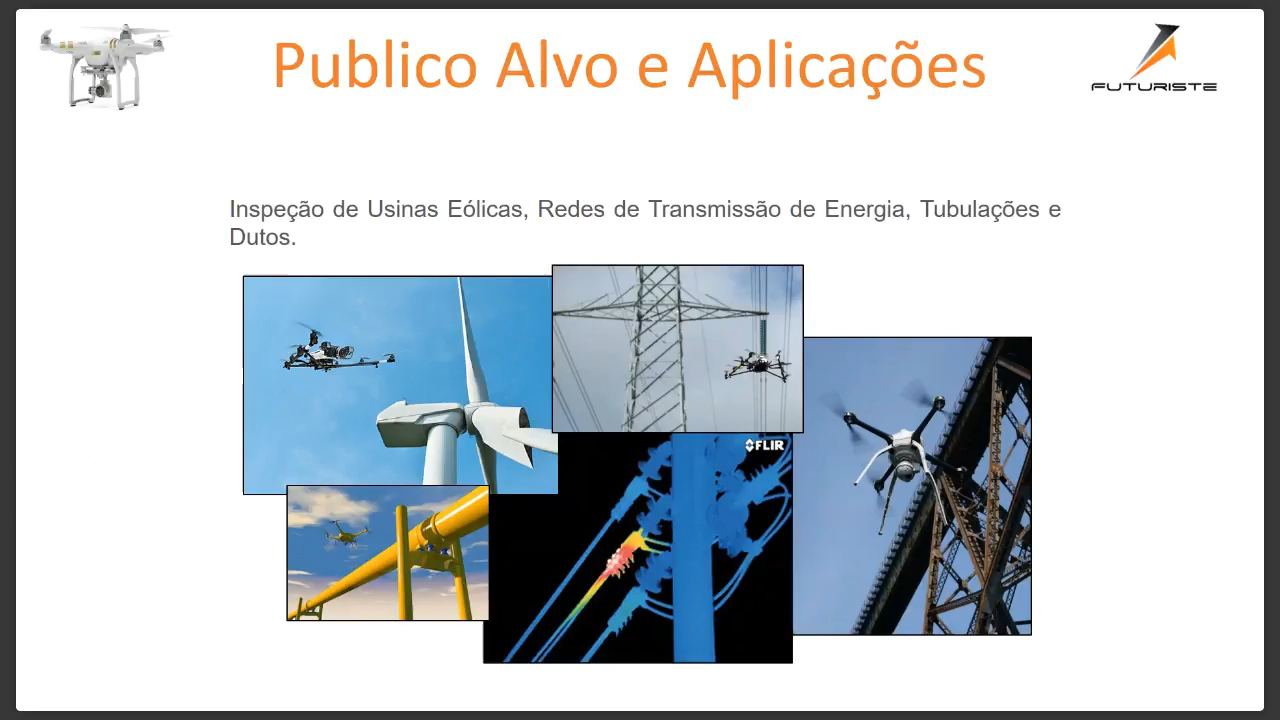 Publico Alvo e Aplicações
FUTURISTE
Inspeção de Usinas Eólicas, Redes de Transmissão de Energia, Tubulações e
Dutos.
FLIR